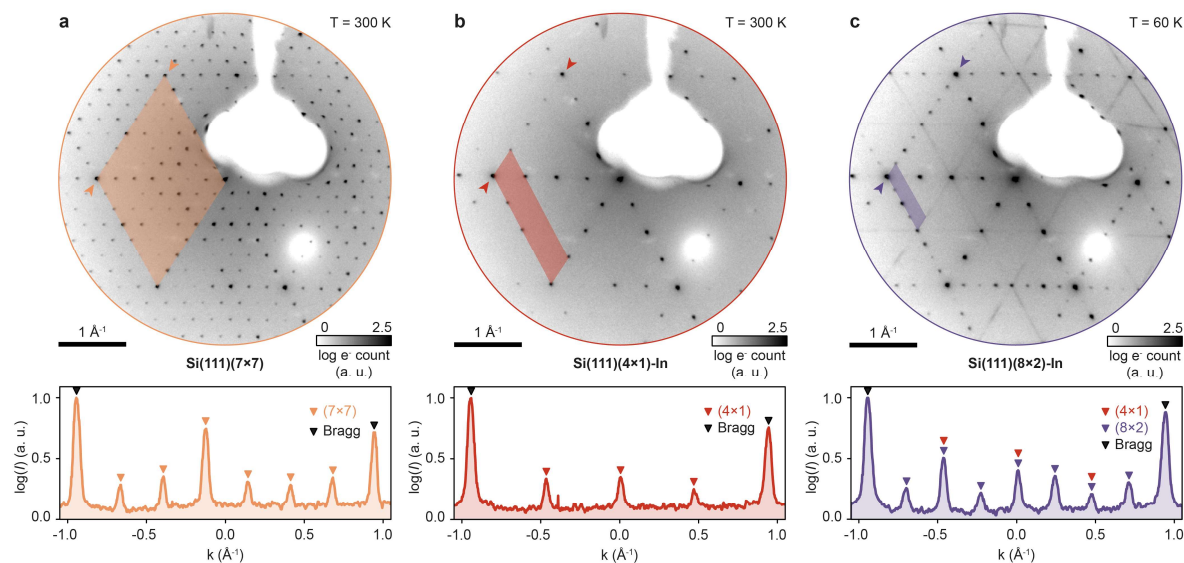 a
T = 300 K
1 Å⁻¹
0 2.5
log e⁻ count
(a. u.)
Si(111)(7×7)
b
T = 300 K
1 Å⁻¹
0 2.5
log e⁻ count
(a. u.)
Si(111)(4×1)-In
c
T = 60 K
1 Å⁻¹
0 2.5
log e⁻ count
(a. u.)
Si(111)(8×2)-In
log(I) (a. u.)
1.0
0.5
0.0
(7×7)
Bragg
-1.0 -0.5 0.0 0.5 1.0
k (Å⁻¹)
log(I) (a. u.)
1.0
0.5
0.0
(4×1)
Bragg
-1.0 -0.5 0.0 0.5 1.0
k (Å⁻¹)
log(I) (a. u.)
1.0
0.5
0.0
(4×1)
(8×2)
Bragg
-1.0 -0.5 0.0 0.5 1.0
k (Å⁻¹)